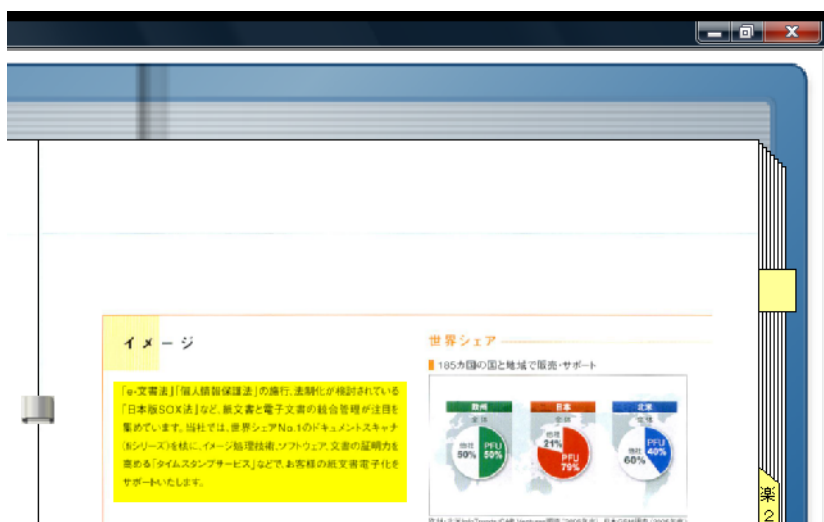 イメージ
「e-文書法」「個人情報保護法」の施行、法制化が検討されている
「日本版SOX法」など、紙文書と電子文書の統合管理が注目を
集めています。当社では、世界シェアNo.1のドキュメントスキャナ
(fiシリーズ)を核に、イメージ処理技術、ソフトウェア、文書の証明力を
高める「タイムスタンプサービス」などで、お客様の紙文書電子化を
サポートいたします。
世界シェア
185カ国の国と地域で販売・サポート
欧州
全体
他社
50%
PFU
50%
日本
全体
他社
21%
PFU
79%
北米
全体
他社
60%
PFU
40%
楽
2